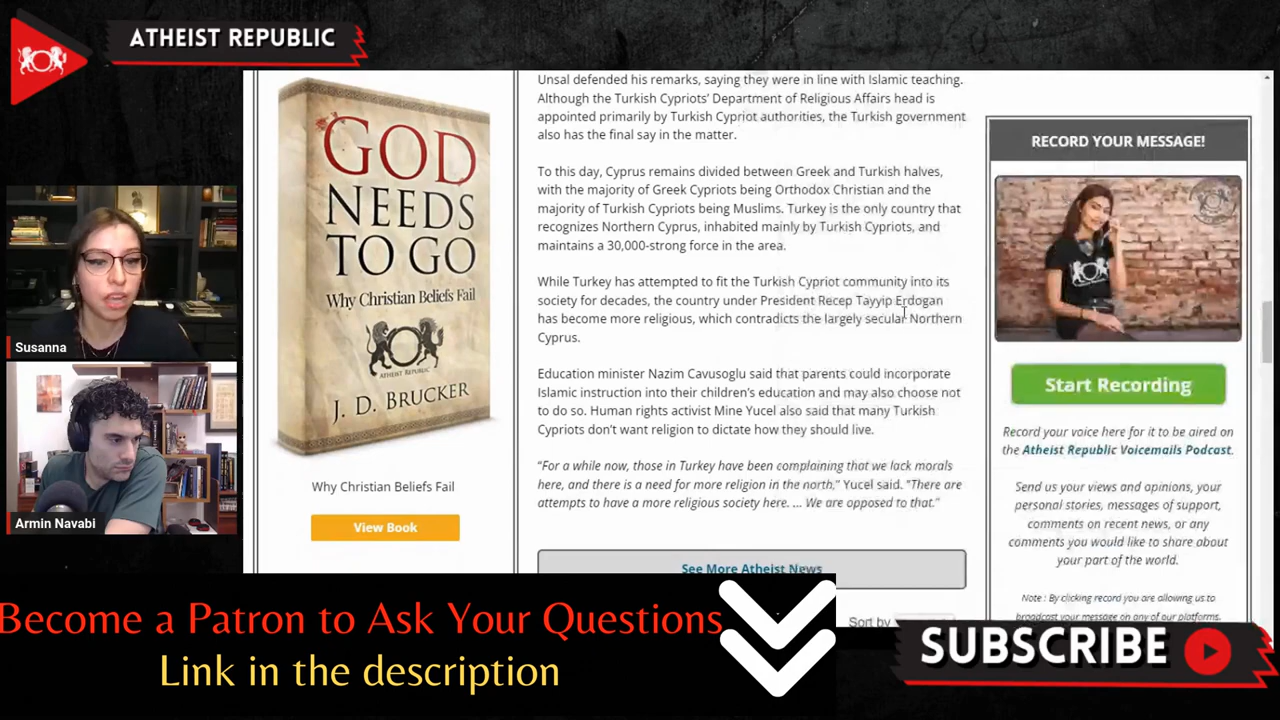 ATHEIST REPUBLIC
Susanna
Armin Navabi
GOD
NEEDS
TO GO
Why Christian Beliefs Fail
ATHEIST REPUBLIC
J. D. BRUCKER
Why Christian Beliefs Fail
View Book
Unsal defended his remarks, saying they were in line with Islamic teaching.
Although the Turkish Cypriots' Department of Religious Affairs head is
appointed primarily by Turkish Cypriot authorities, the Turkish government
also has the final say in the matter.
To this day, Cyprus remains divided between Greek and Turkish halves,
with the majority of Greek Cypriots being Orthodox Christian and the
majority of Turkish Cypriots being Muslims. Turkey is the only country that
recognizes Northern Cyprus, inhabited mainly by Turkish Cypriots, and
maintains a 30,000-strong force in the area.
While Turkey has attempted to fit the Turkish Cypriot community into its
society for decades, the country under President Recep Tayyip Erdogan
has become more religious, which contradicts the largely secular Northern
Cyprus.
Education minister Nazim Cavusoglu said that parents could incorporate
Islamic instruction into their children's education and may also choose not
to do so. Human rights activist Mine Yucel also said that many Turkish
Cypriots don't want religion to dictate how they should live.
"For a while now, those in Turkey have been complaining that we lack morals
here, and there is a need for more religion in the north," Yucel said. "There are
attempts to have a more religious society here. ... We are opposed to that."
See More Atheist News
Sort by
RECORD YOUR MESSAGE!
Start Recording
Record your voice here for it to be aired on
the Atheist Republic Voicemails Podcast.
Send us your views and opinions, your
personal stories, messages of support,
comments on recent news, or any
comments you would like to share about
your part of the world.
Note : By clicking record you are allowing us to
broadcast your message on any of our platforms.
Become a Patron to Ask Your Questions
Link in the description
SUBSCRIBE